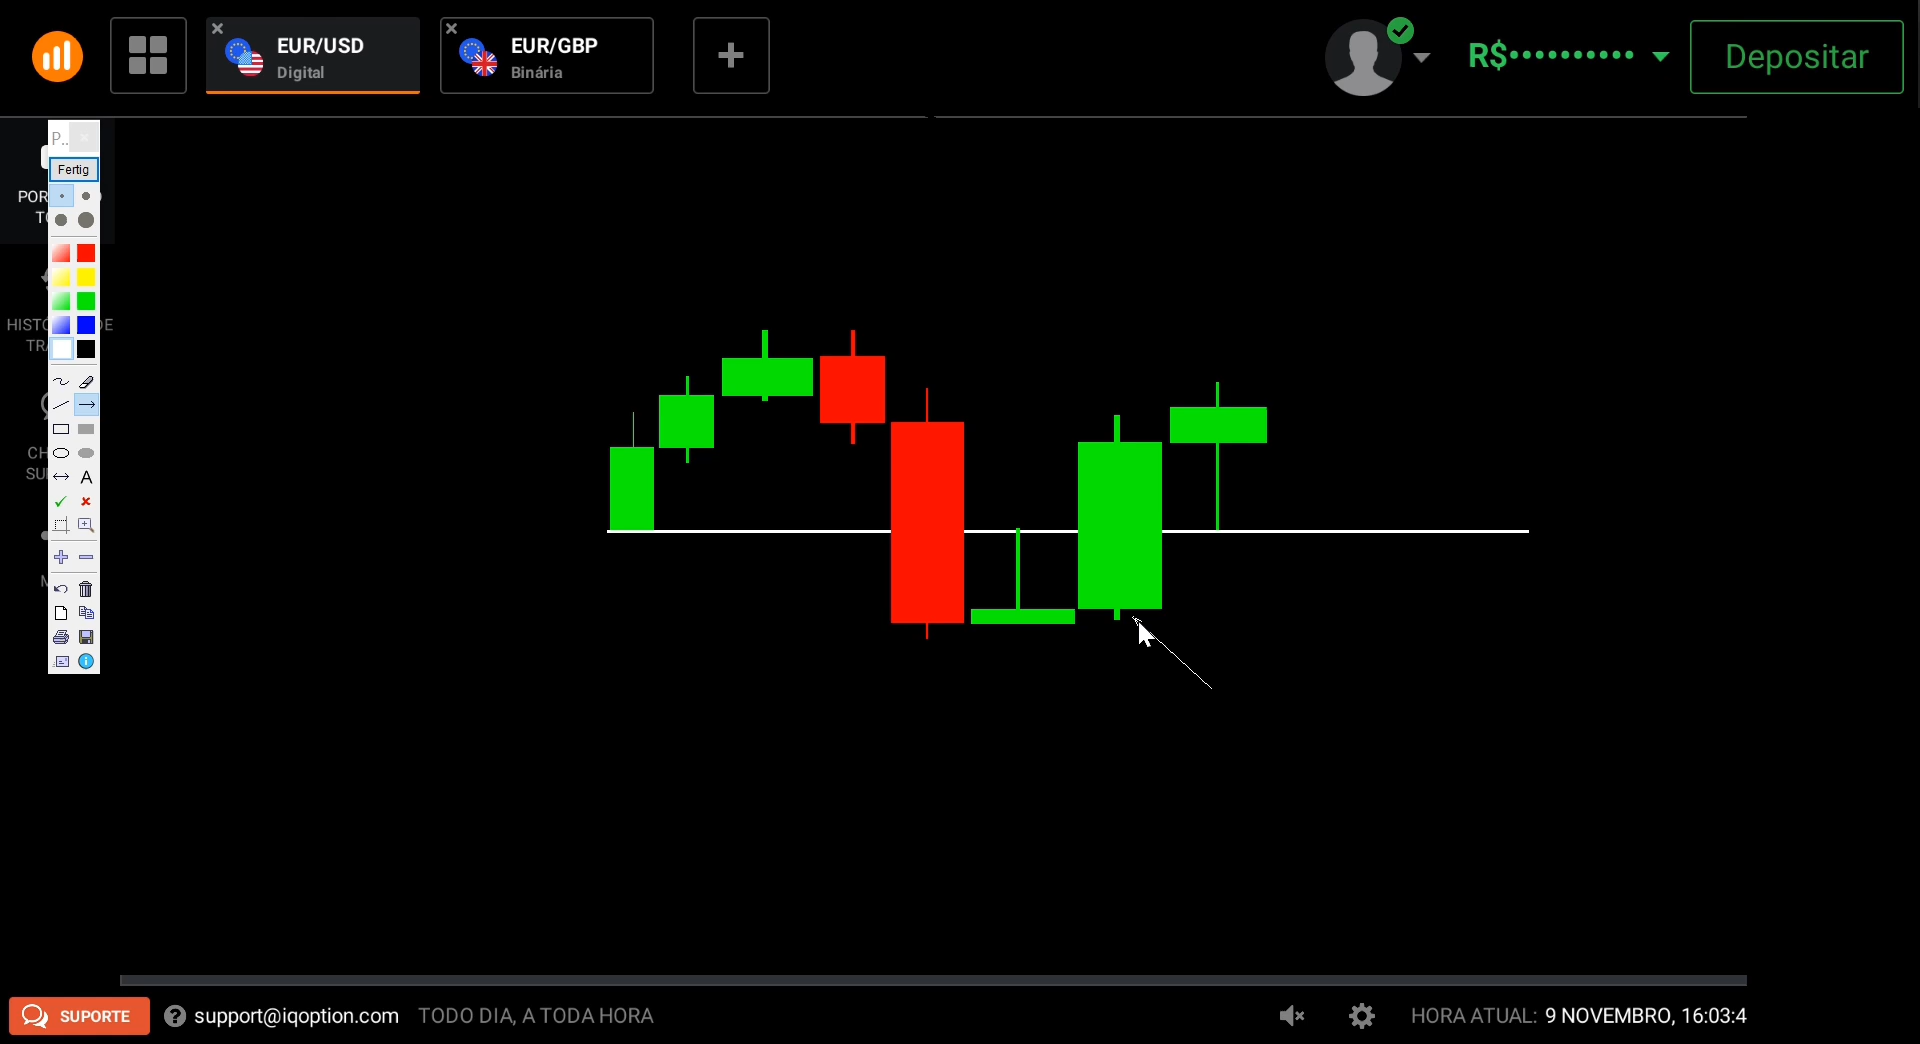 EUR/USD
Digital
EUR/GBP
Binária
R$
Depositar
P..
Fertig
A
SUPORTE
support@iqoption.com
TODO DIA, A TODA HORA
HORA ATUAL: 9 NOVEMBRO, 16:03:4